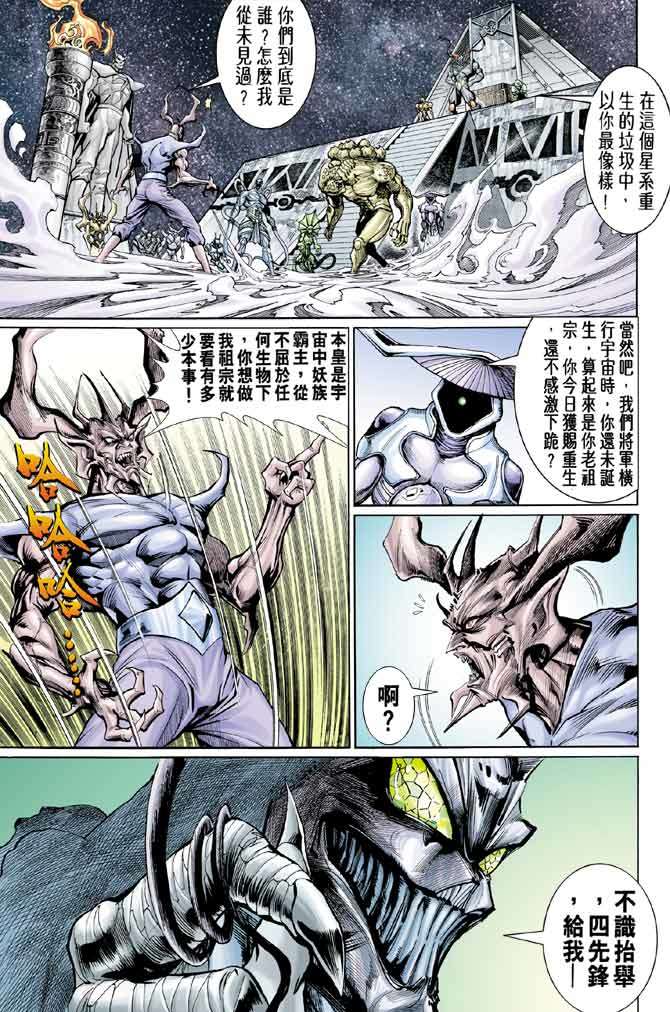 在這個星系重
生的垃圾中，
以你最像樣！
你們到底是
誰？怎麼我
從未見過？
當然吧，我們將軍橫
行宇宙時，你還未誕
生，算起來是你老祖
宗，你今日獲賜重生
，還不感激下跪？
本皇是宇
宙中妖族
霸主，從
不屈於任
何生物下
，你想做
我祖宗就
要看有多
少本事！
哈哈哈……
啊？
不識抬舉
，四先鋒
，給我—